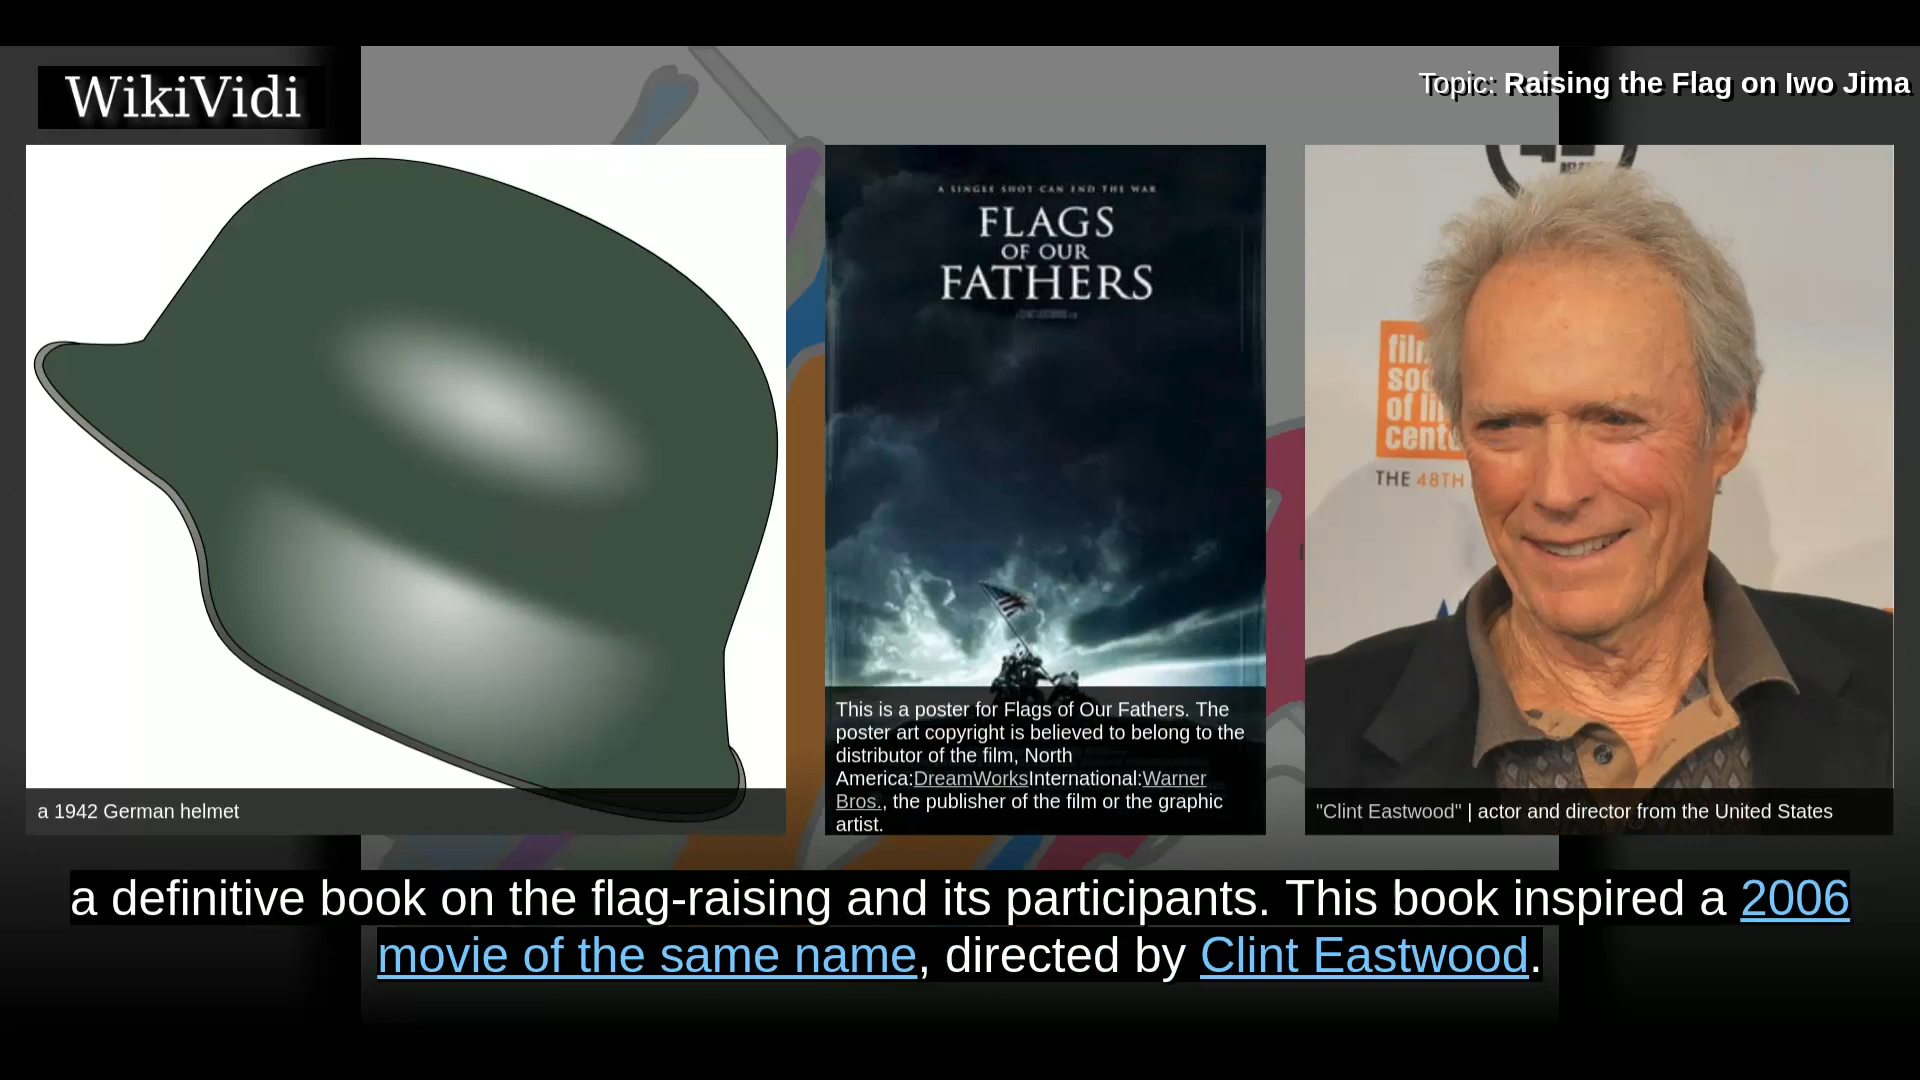 WikiVidi
Topic: Raising the Flag on Iwo Jima
A SINGLE SHOT CAN END THE WAR
FLAGS
OF OUR
FATHERS
film
THE 48TH
a 1942 German helmet
This is a poster for Flags of Our Fathers. The
poster art copyright is believed to belong to the
distributor of the film, North
America:DreamWorksInternational:Warner
Bros., the publisher of the film or the graphic
artist.
"Clint Eastwood" | actor and director from the United States
a definitive book on the flag-raising and its participants. This book inspired a 2006
movie of the same name, directed by Clint Eastwood.